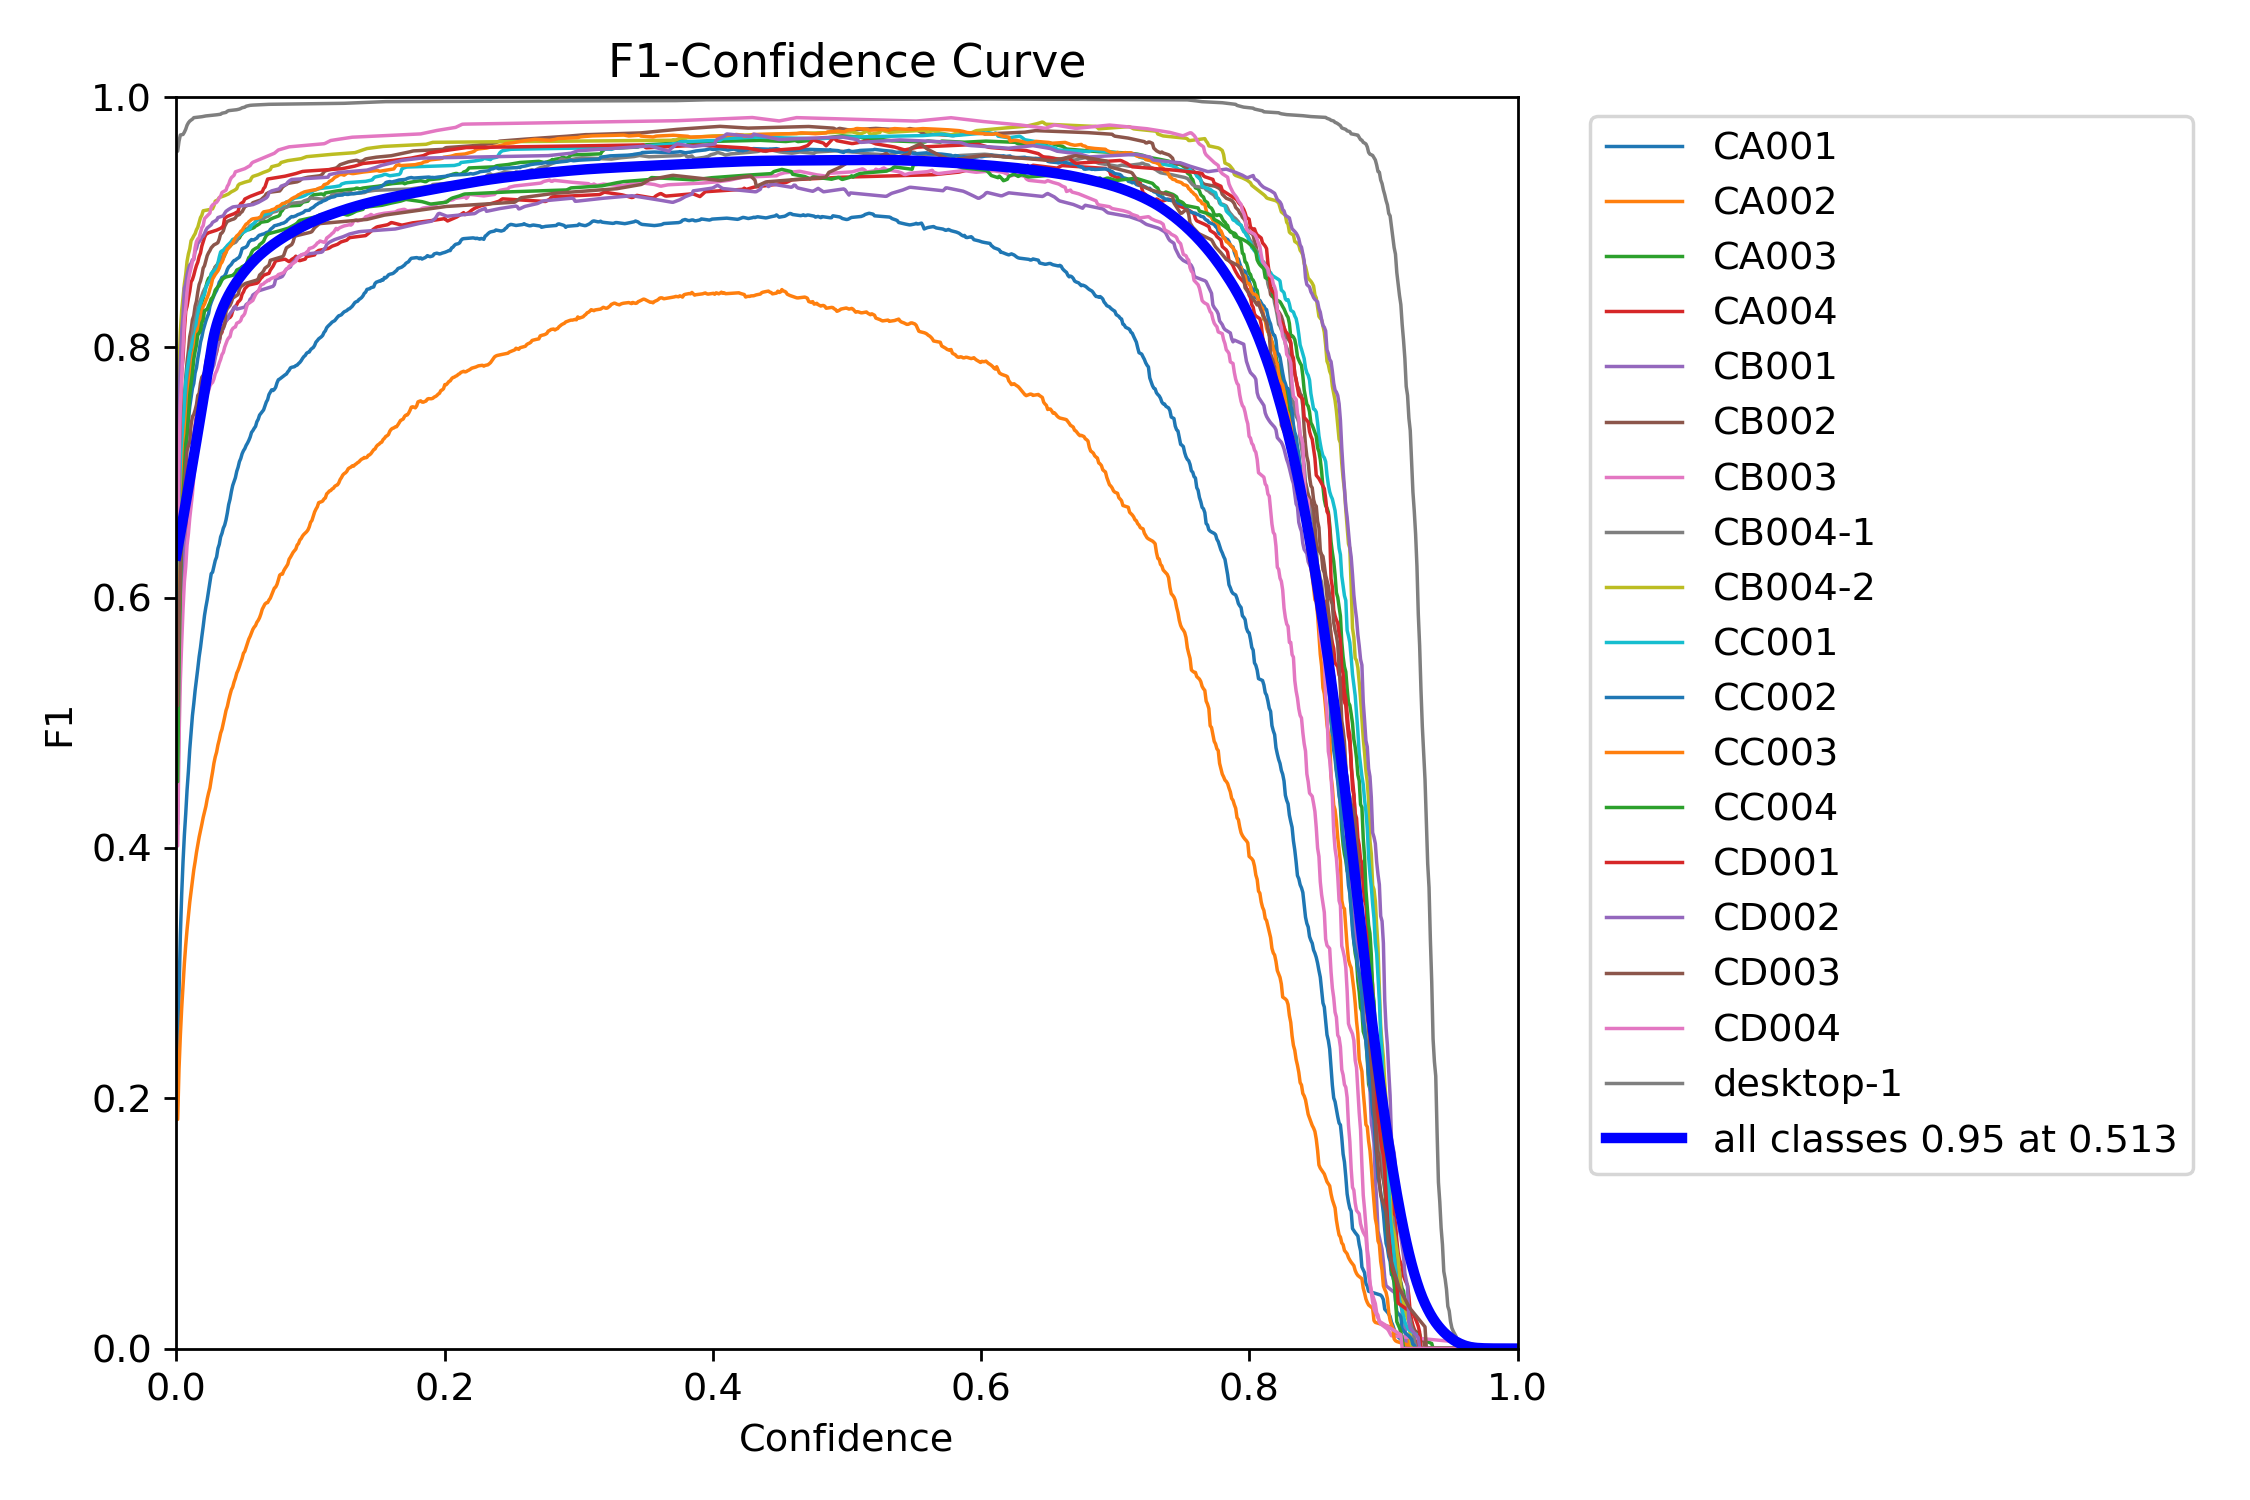 F1-Confidence Curve
1.0
0.8
0.6
0.4
0.2
0.0
F1
0.0 0.2 0.4 0.6 0.8 1.0
Confidence
CA001
CA002
CA003
CA004
CB001
CB002
CB003
CB004-1
CB004-2
CC001
CC002
CC003
CC004
CD001
CD002
CD003
CD004
desktop-1
all classes 0.95 at 0.513